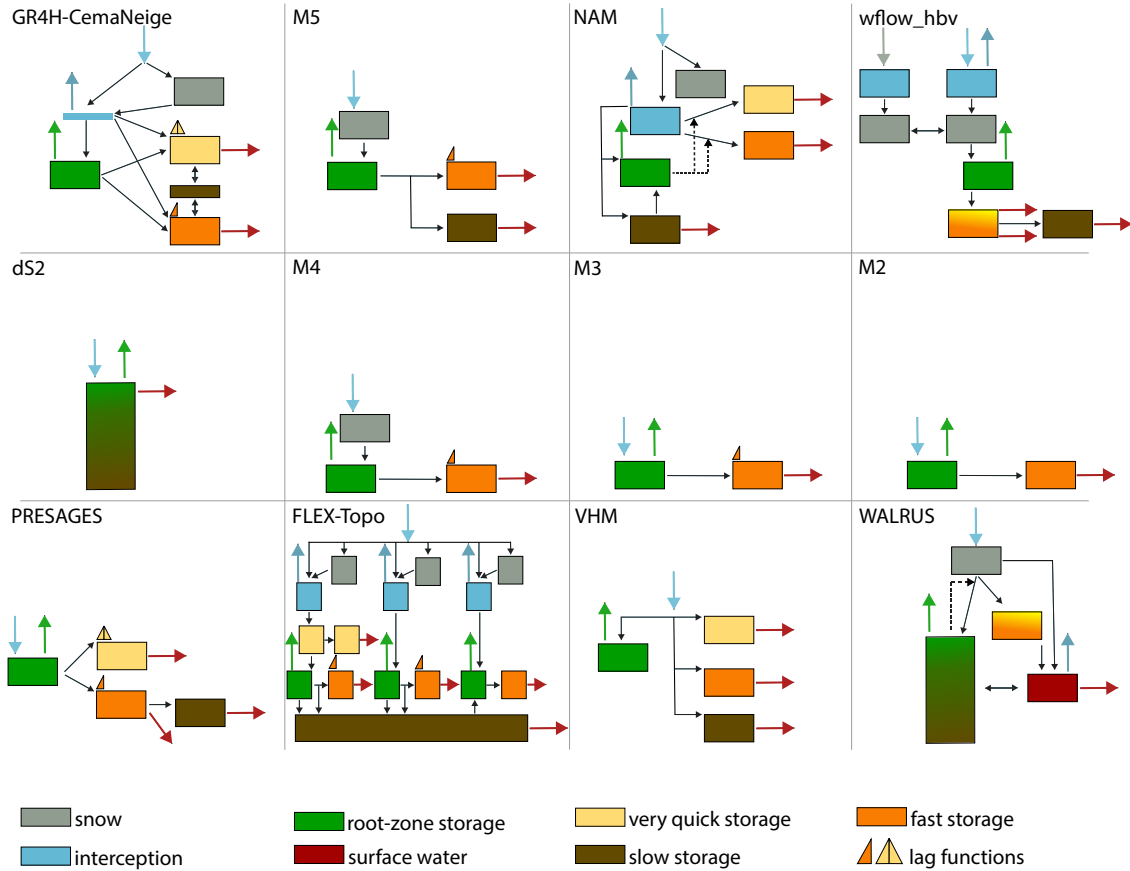 GR4H-CemaNeige
M5
NAM
wflow_hbv
dS2
M4
M3
M2
PRESAGES
FLEX-Topo
VHM
WALRUS
snow
root-zone storage
very quick storage
fast storage
interception
surface water
slow storage
lag functions